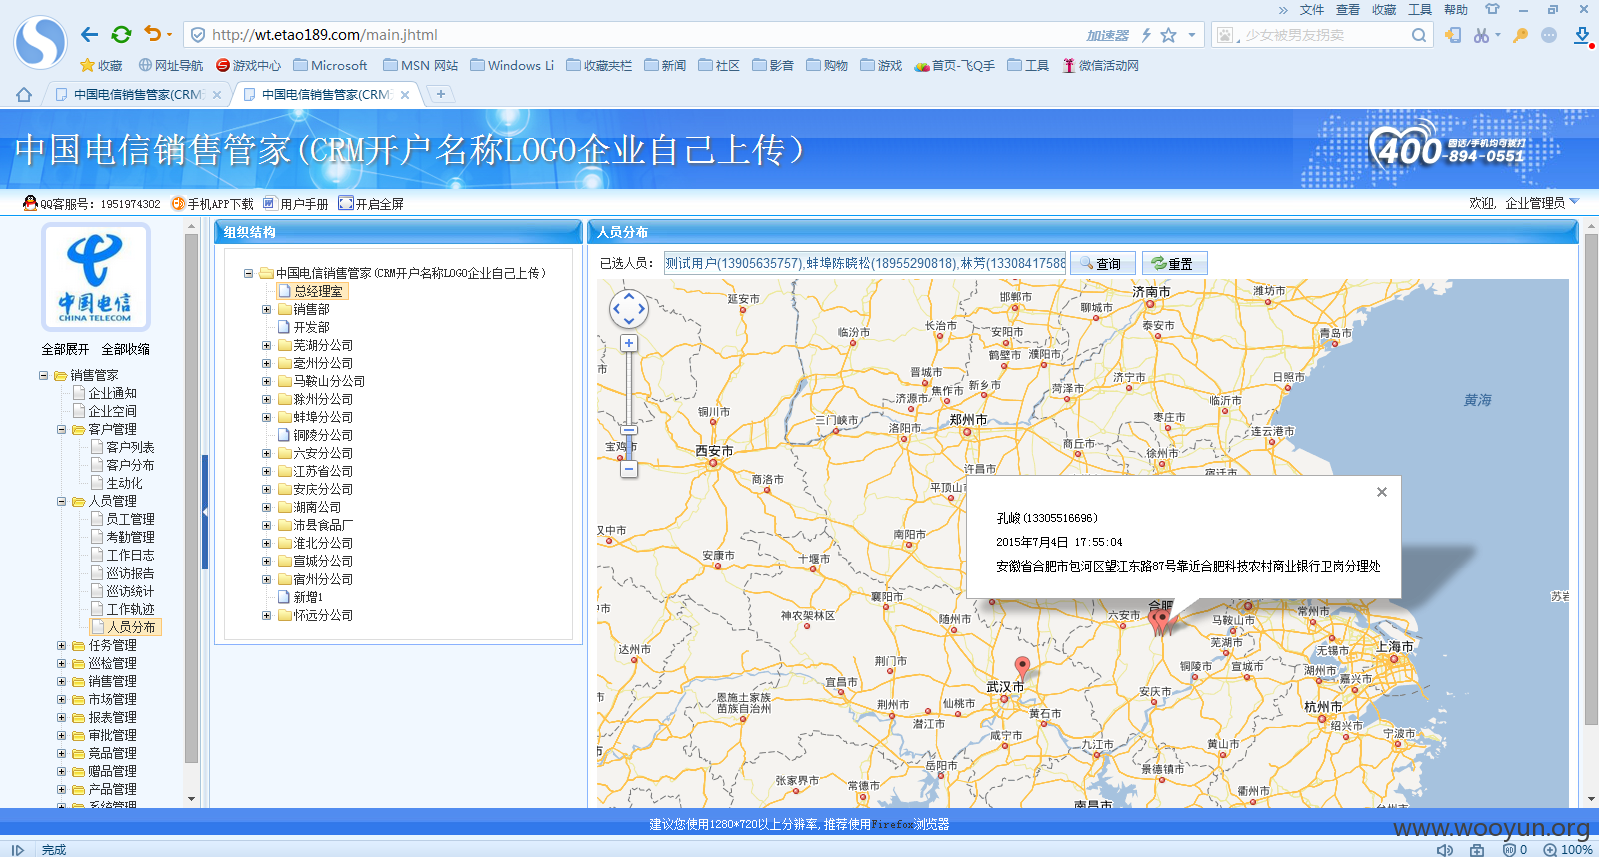 » 文件 查看 收藏 工具 帮助
http://wt.etao189.com/main.jhtml 加速器 少女被男友拐卖
收藏 网址导航 游戏中心 Microsoft MSN 网站 Windows Li 收藏夹栏 新闻 社区 影音 购物 游戏 首页-飞Q手 工具 微信活动网
中国电信销售管家(CRM 中国电信销售管家(CRM
中国电信销售管家(CRM开户名称LOGO企业自己上传)
400 固话/手机均可拨打 -894-0551
QQ客服号: 1951974302 手机APP下载 用户手册 开启全屏 欢迎, 企业管理员
中国电信
CHINA TELECOM
全部展开 全部收缩
销售管家
企业通知
企业空间
客户管理
客户列表
客户分布
生动化
人员管理
员工管理
考勤管理
工作日志
巡访报告
巡访统计
工作轨迹
人员分布
任务管理
巡检管理
销售管理
市场管理
报表管理
审批管理
竞品管理
赠品管理
产品管理
系统管理
组织结构
中国电信销售管家(CRM开户名称LOGO企业自己上传)
总经理室
销售部
开发部
芜湖分公司
亳州分公司
马鞍山分公司
滁州分公司
蚌埠分公司
铜陵分公司
六安分公司
江苏省公司
安庆分公司
湖南公司
沛县食品厂
淮北分公司
宣城分公司
宿州分公司
新增1
怀远分公司
人员分布
已选人员: 测试用户(13905635757),蚌埠陈晓松(18955290818),林芳(13308417588 查询 重置
延安市 邯郸市 济南市 潍坊市
聊城市
临汾市 长治市 安阳市 泰安市 青岛市
鹤壁市 濮阳市
晋城市 焦作市 新乡市 菏泽市 济宁市 日照市
济源市 临沂市
铜川市 三门峡市 洛阳市 郑州市 枣庄市 连云港市
黄海
宝鸡市 西安市 商丘市 徐州市
许昌市 宿迁市
商洛市 平顶山市
汉中市 南阳市
安康市 十堰市
孔峻(13305516696)
2015年7月4日 17:55:04
安徽省合肥市包河区望江东路87号靠近合肥科技农村商业银行卫岗分理处
襄阳市 合肥
神农架林区 随州市 六安市 马鞍山市 常州市
芜湖市 无锡市 上海市
达州市 荆门市 武汉市 铜陵市 宣城市 湖州市 嘉兴市
宜昌市
恩施土家族
苗族自治州 荆州市 仙桃市 黄石市 安庆市 杭州市
潜江市 绍兴市
咸宁市 九江市 黄山市 宁波市
岳阳市 景德镇市
张家界市 常德市 衢州市
南昌市 台州市
建议您使用1280*720以上分辨率,推荐使用Firefox浏览器
www.wooyun.org
完成 0 100%